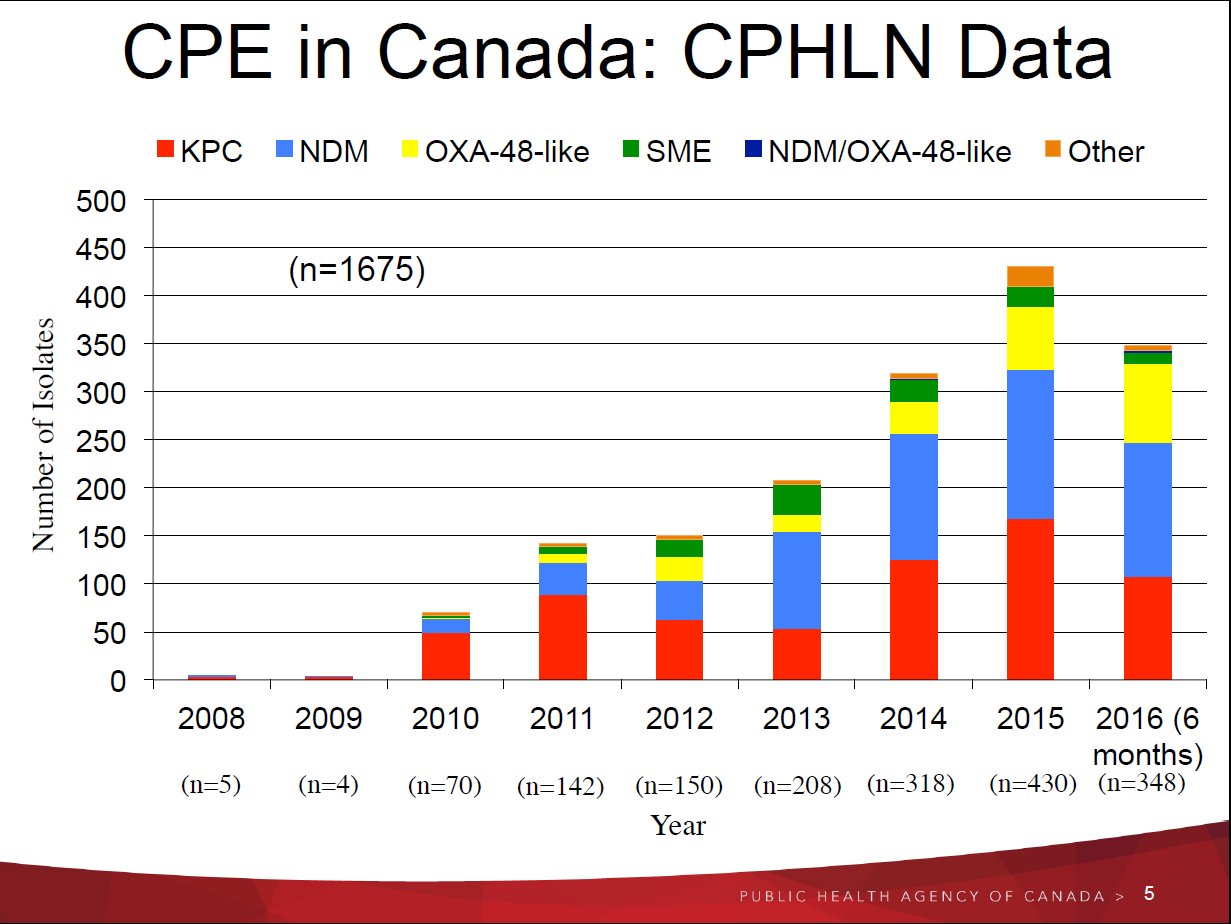 CPE in Canada: CPHLN Data
KPC NDM OXA-48-like SME NDM/OXA-48-like Other
500
450
(n=1675)
400
350
300
250
200
150
100
50
0
Number of Isolates
2008 2009 2010 2011 2012 2013 2014 2015 2016 (6
months)
(n=5) (n=4) (n=70) (n=142) (n=150) (n=208) (n=318) (n=430) (n=348)
Year
PUBLIC HEALTH AGENCY OF CANADA > 5